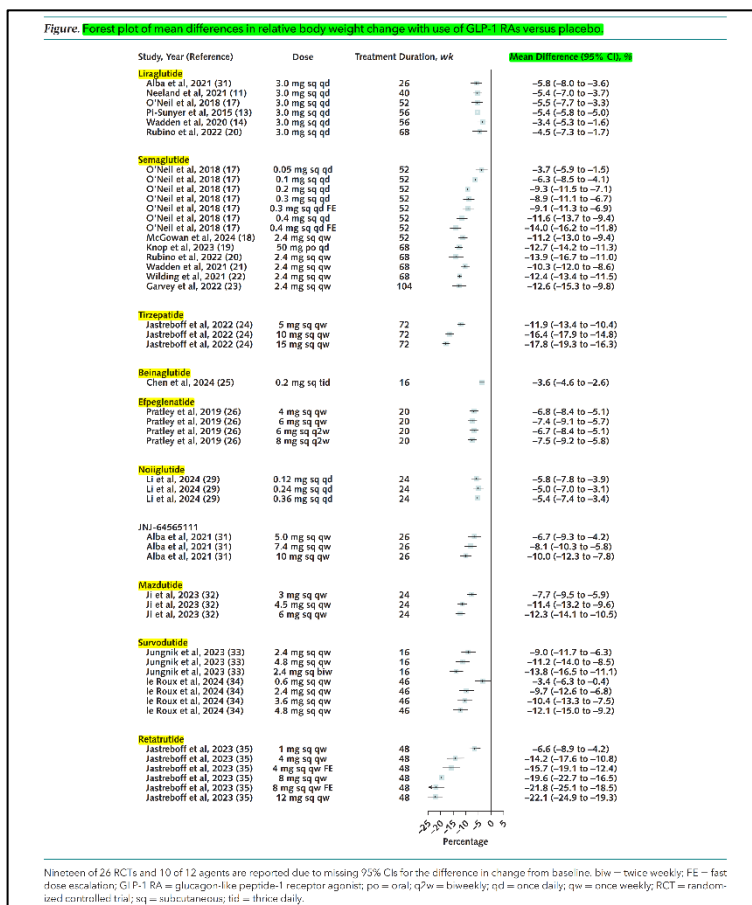 Figure. Forest plot of mean differences in relative body weight change with use of GLP-1 RAs versus placebo.
Study, Year (Reference) Dose Treatment Duration, wk Mean Difference (95% CI), %
Liraglutide
Alba et al, 2021 (31) 3.0 mg sq qd 26 −5.8 (−8.0 to −3.6)
Neeland et al, 2021 (11) 3.0 mg sq qd 40 −5.4 (−7.0 to −3.7)
O'Neil et al, 2018 (17) 3.0 mg sq qd 52 −5.5 (−7.7 to −3.3)
Pi-Sunyer et al, 2015 (13) 3.0 mg sq qd 56 −5.4 (−5.8 to −5.0)
Wadden et al, 2020 (14) 3.0 mg sq qd 56 −3.4 (−5.3 to −1.6)
Rubino et al, 2022 (20) 3.0 mg sq qd 68 −4.5 (−7.3 to −1.7)
Semaglutide
O'Neil et al, 2018 (17) 0.05 mg sq qd 52 −3.7 (−5.9 to −1.5)
O'Neil et al, 2018 (17) 0.1 mg sq qd 52 −6.3 (−8.5 to −4.1)
O'Neil et al, 2018 (17) 0.2 mg sq qd 52 −9.3 (−11.5 to −7.1)
O'Neil et al, 2018 (17) 0.3 mg sq qd 52 −8.9 (−11.1 to −6.7)
O'Neil et al, 2018 (17) 0.3 mg sq qd FE 52 −9.1 (−11.3 to −6.9)
O'Neil et al, 2018 (17) 0.4 mg sq qd 52 −11.6 (−13.7 to −9.4)
O'Neil et al, 2018 (17) 0.4 mg sq qd FE 52 −14.0 (−16.2 to −11.8)
McGowan et al, 2024 (18) 2.4 mg sq qw 52 −11.2 (−13.0 to −9.4)
Knop et al, 2023 (19) 50 mg po qd 68 −12.7 (−14.2 to −11.3)
Rubino et al, 2022 (20) 2.4 mg sq qw 68 −13.9 (−16.7 to −11.0)
Wadden et al, 2021 (21) 2.4 mg sq qw 68 −10.3 (−12.0 to −8.6)
Wilding et al, 2021 (22) 2.4 mg sq qw 68 −12.4 (−13.4 to −11.5)
Garvey et al, 2022 (23) 2.4 mg sq qw 104 −12.6 (−15.3 to −9.8)
Tirzepatide
Jastreboff et al, 2022 (24) 5 mg sq qw 72 −11.9 (−13.4 to −10.4)
Jastreboff et al, 2022 (24) 10 mg sq qw 72 −16.4 (−17.9 to −14.8)
Jastreboff et al, 2022 (24) 15 mg sq qw 72 −17.8 (−19.3 to −16.3)
Beinaglutide
Chen et al, 2024 (25) 0.2 mg sq tid 16 −3.6 (−4.6 to −2.6)
Efpeglenatide
Pratley et al, 2019 (26) 4 mg sq qw 20 −6.8 (−8.4 to −5.1)
Pratley et al, 2019 (26) 6 mg sq qw 20 −7.4 (−9.1 to −5.7)
Pratley et al, 2019 (26) 6 mg sq q2w 20 −6.7 (−8.4 to −5.1)
Pratley et al, 2019 (26) 8 mg sq q2w 20 −7.5 (−9.2 to −5.8)
Noiiglutide
Li et al, 2024 (29) 0.12 mg sq qd 24 −5.8 (−7.8 to −3.9)
Li et al, 2024 (29) 0.24 mg sq qd 24 −5.0 (−7.0 to −3.1)
Li et al, 2024 (29) 0.36 mg sq qd 24 −5.4 (−7.4 to −3.4)
JNJ-64565111
Alba et al, 2021 (31) 5.0 mg sq qw 26 −6.7 (−9.3 to −4.2)
Alba et al, 2021 (31) 7.4 mg sq qw 26 −8.1 (−10.3 to −5.8)
Alba et al, 2021 (31) 10 mg sq qw 26 −10.0 (−12.3 to −7.8)
Mazdutide
Ji et al, 2023 (32) 3 mg sq qw 24 −7.7 (−9.5 to −5.9)
Ji et al, 2023 (32) 4.5 mg sq qw 24 −11.4 (−13.2 to −9.6)
Ji et al, 2023 (32) 6 mg sq qw 24 −12.3 (−14.1 to −10.5)
Survodutide
Jungnik et al, 2023 (33) 2.4 mg sq qw 16 −9.0 (−11.7 to −6.3)
Jungnik et al, 2023 (33) 4.8 mg sq qw 16 −11.2 (−14.0 to −8.5)
Jungnik et al, 2023 (33) 2.4 mg sq biw 16 −13.8 (−16.5 to −11.1)
le Roux et al, 2024 (34) 0.6 mg sq qw 46 −3.4 (−6.3 to −0.4)
le Roux et al, 2024 (34) 2.4 mg sq qw 46 −9.7 (−12.6 to −6.8)
le Roux et al, 2024 (34) 3.6 mg sq qw 46 −10.4 (−13.3 to −7.5)
le Roux et al, 2024 (34) 4.8 mg sq qw 46 −12.1 (−15.0 to −9.2)
Retatrutide
Jastreboff et al, 2023 (35) 1 mg sq qw 48 −6.6 (−8.9 to −4.2)
Jastreboff et al, 2023 (35) 4 mg sq qw 48 −14.2 (−17.6 to −10.8)
Jastreboff et al, 2023 (35) 4 mg sq qw FE 48 −15.7 (−19.1 to −12.4)
Jastreboff et al, 2023 (35) 8 mg sq qw 48 −19.6 (−22.7 to −16.5)
Jastreboff et al, 2023 (35) 8 mg sq qw FE 48 −21.8 (−25.1 to −18.5)
Jastreboff et al, 2023 (35) 12 mg sq qw 48 −22.1 (−24.9 to −19.3)
−25 −20 −15 −10 −5 0 5
Percentage
Nineteen of 26 RCTs and 10 of 12 agents are reported due to missing 95% CIs for the difference in change from baseline. biw = twice weekly; FE = fast
dose escalation; GLP-1 RA = glucagon-like peptide-1 receptor agonist; po = oral; q2w = biweekly; qd = once daily; qw = once weekly; RCT = random-
ized controlled trial; sq = subcutaneous; tid = thrice daily.